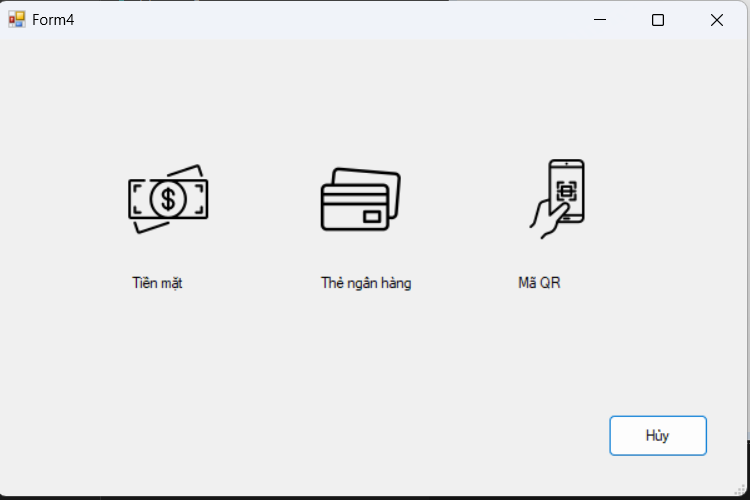 Form4
Tiền mặt
Thẻ ngân hàng
Mã QR
Hủy